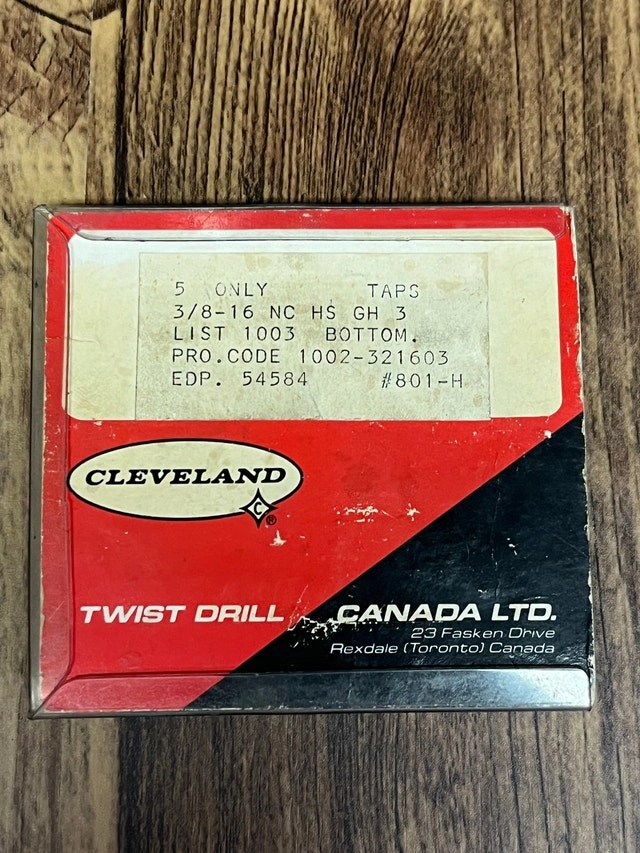 5 ONLY TAPS
3/8-16 NC HS GH 3
LIST 1003 BOTTOM.
PRO.CODE 1002-321603
EDP. 54584 #801-H
CLEVELAND
C ®
TWIST DRILL CANADA LTD.
23 Fasken Drive
Rexdale (Toronto) Canada